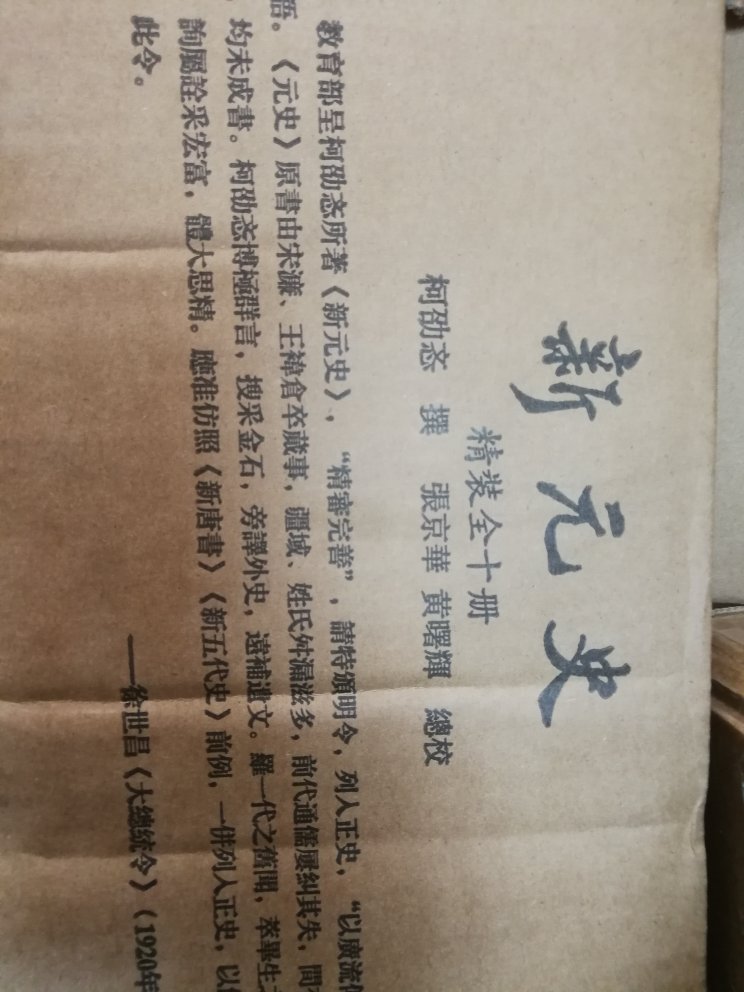 新元史
精装全十册
柯劭忞 撰 張京華 黄曙輝 總校
教育部呈柯劭忞所著《新元史》,“精審完善”,請特頒明令,列入正史,“以廣流
語。《元史》原書由宋濂、王褘倉卒蕆事,疆域、姓氏舛漏滋多,前代通儒屢糾其失,間
均未成書。柯劭忞博極群言,搜采金石,旁譯外史,遠補遺文。羅一代之舊聞,萃畢生
詢屬詮采宏富,體大思精。應准仿照《新唐書》《新五代史》前例,一併列入正史,以
此令。
——徐世昌《大總統令》(1920年